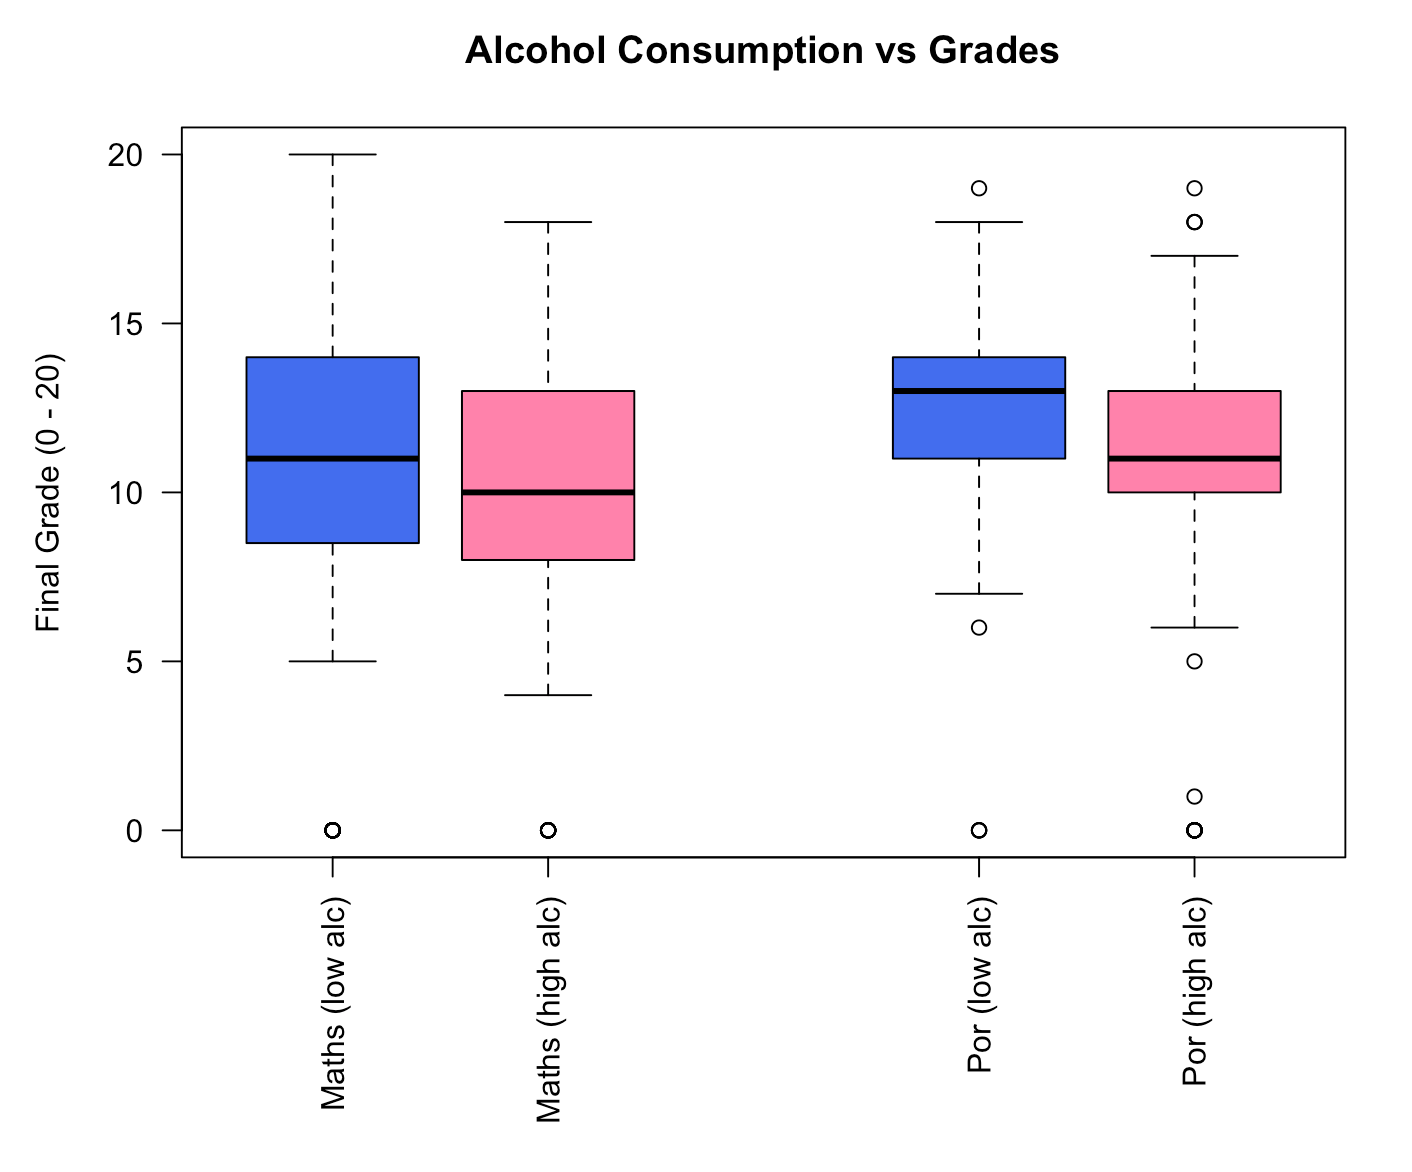 Alcohol Consumption vs Grades
Final Grade (0 - 20)
20
15
10
5
0
Maths (low alc)
Maths (high alc)
Por (low alc)
Por (high alc)